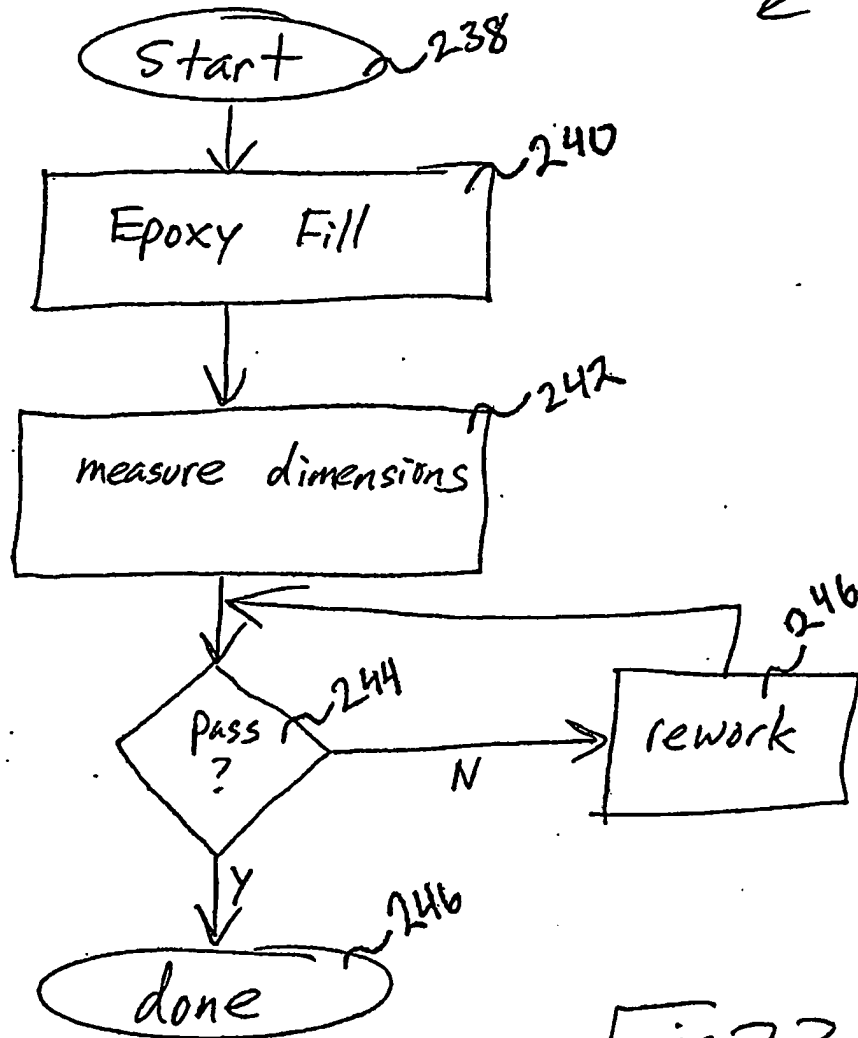 Start 238
Epoxy Fill 240
measure dimensions 242
Pass
?
244
N
rework 246
Y
done 246